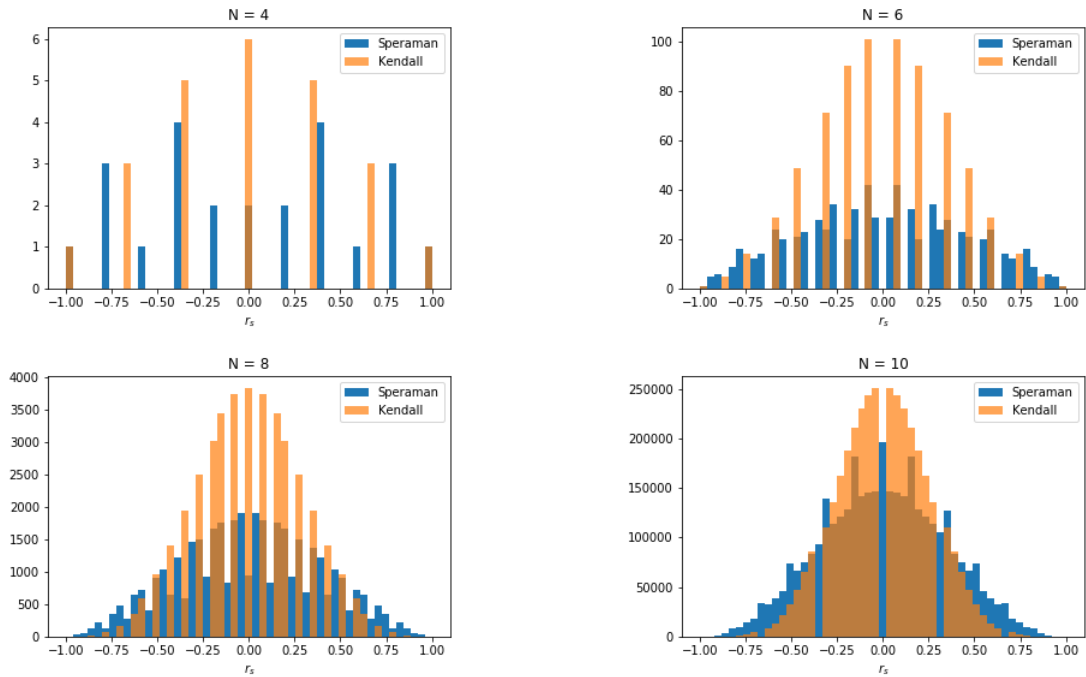 N = 4
6
5
4
3
2
1
0
Speraman
Kendall
−1.00 −0.75 −0.50 −0.25 0.00 0.25 0.50 0.75 1.00
r_s
N = 6
100
80
60
40
20
0
Speraman
Kendall
−1.00 −0.75 −0.50 −0.25 0.00 0.25 0.50 0.75 1.00
r_s
N = 8
4000
3500
3000
2500
2000
1500
1000
500
0
Speraman
Kendall
−1.00 −0.75 −0.50 −0.25 0.00 0.25 0.50 0.75 1.00
r_s
N = 10
250000
200000
150000
100000
50000
0
Speraman
Kendall
−1.00 −0.75 −0.50 −0.25 0.00 0.25 0.50 0.75 1.00
r_s